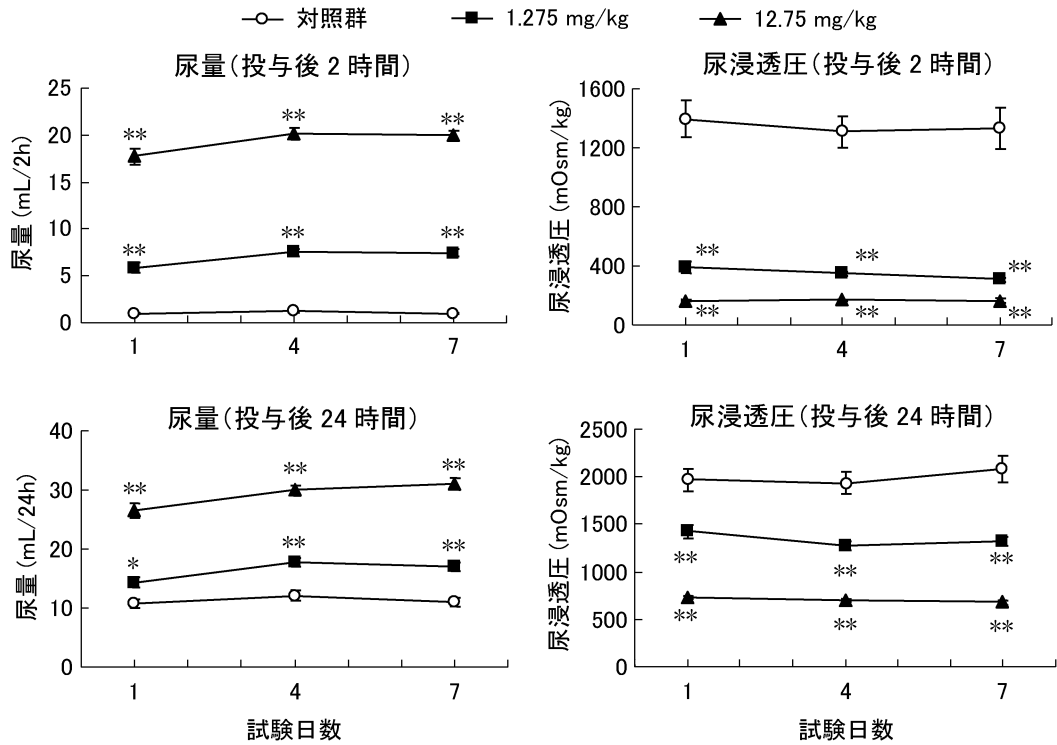 対照群 1.275 mg/kg 12.75 mg/kg
尿量(投与後 2 時間)
尿量 (mL/2h)
25
20
15
10
5
0
** ** **
** ** **
1 4 7
尿浸透圧(投与後 2 時間)
尿浸透圧 (mOsm/kg)
1600
1200
800
400
0
** ** **
** ** **
1 4 7
尿量(投与後 24 時間)
尿量 (mL/24h)
40
30
20
10
0
** ** **
* ** **
1 4 7
試験日数
尿浸透圧(投与後 24 時間)
尿浸透圧 (mOsm/kg)
2500
2000
1500
1000
500
0
** ** **
** ** **
1 4 7
試験日数